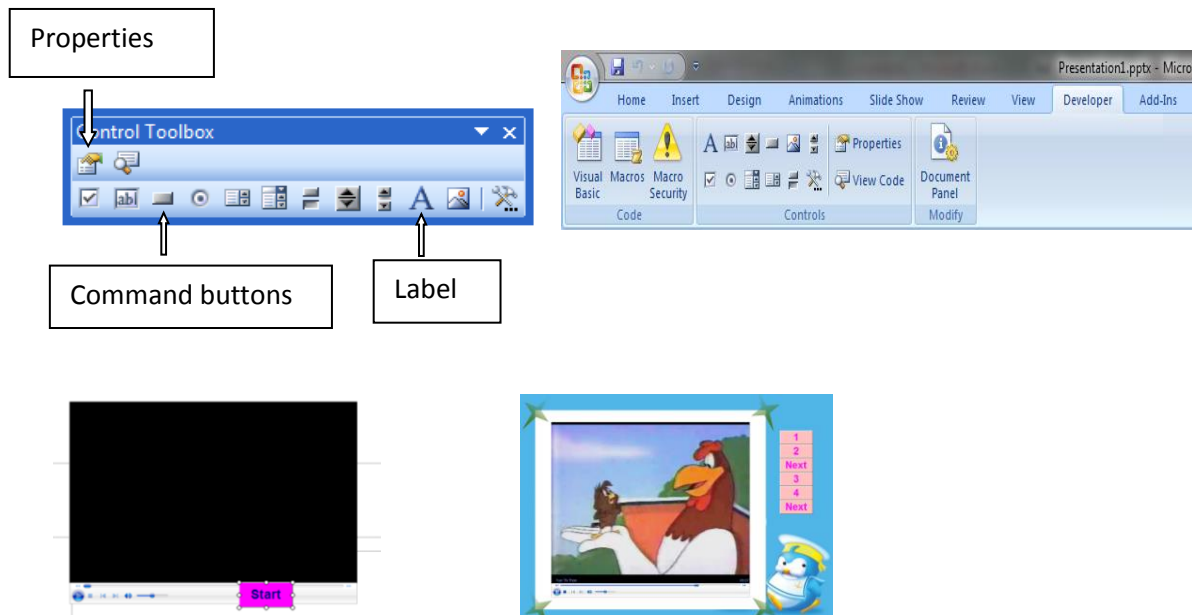 Properties
Control Toolbox
abl
A
Command buttons
Label
Presentation1.pptx - Micro
Home Insert Design Animations Slide Show Review View Developer Add-Ins
A abl Properties
Visual Basic
Macros
Macro Security
View Code
Document Panel
Code Controls Modify
Start
1
2
Next
3
4
Next